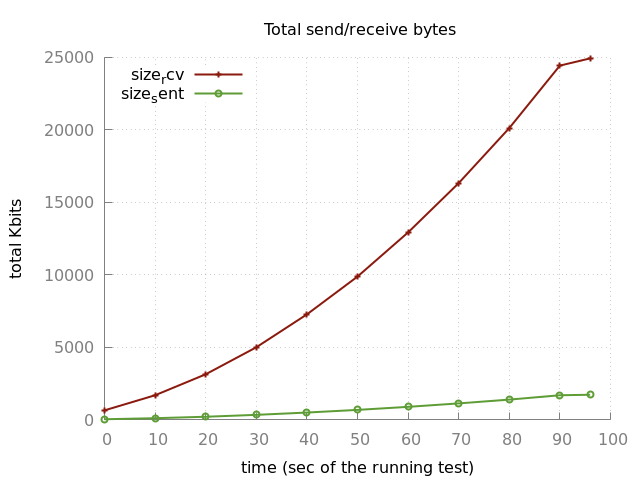 Total send/receive bytes
size_rcv
size_sent
25000
20000
15000
10000
5000
0
total Kbits
0 10 20 30 40 50 60 70 80 90 100
time (sec of the running test)